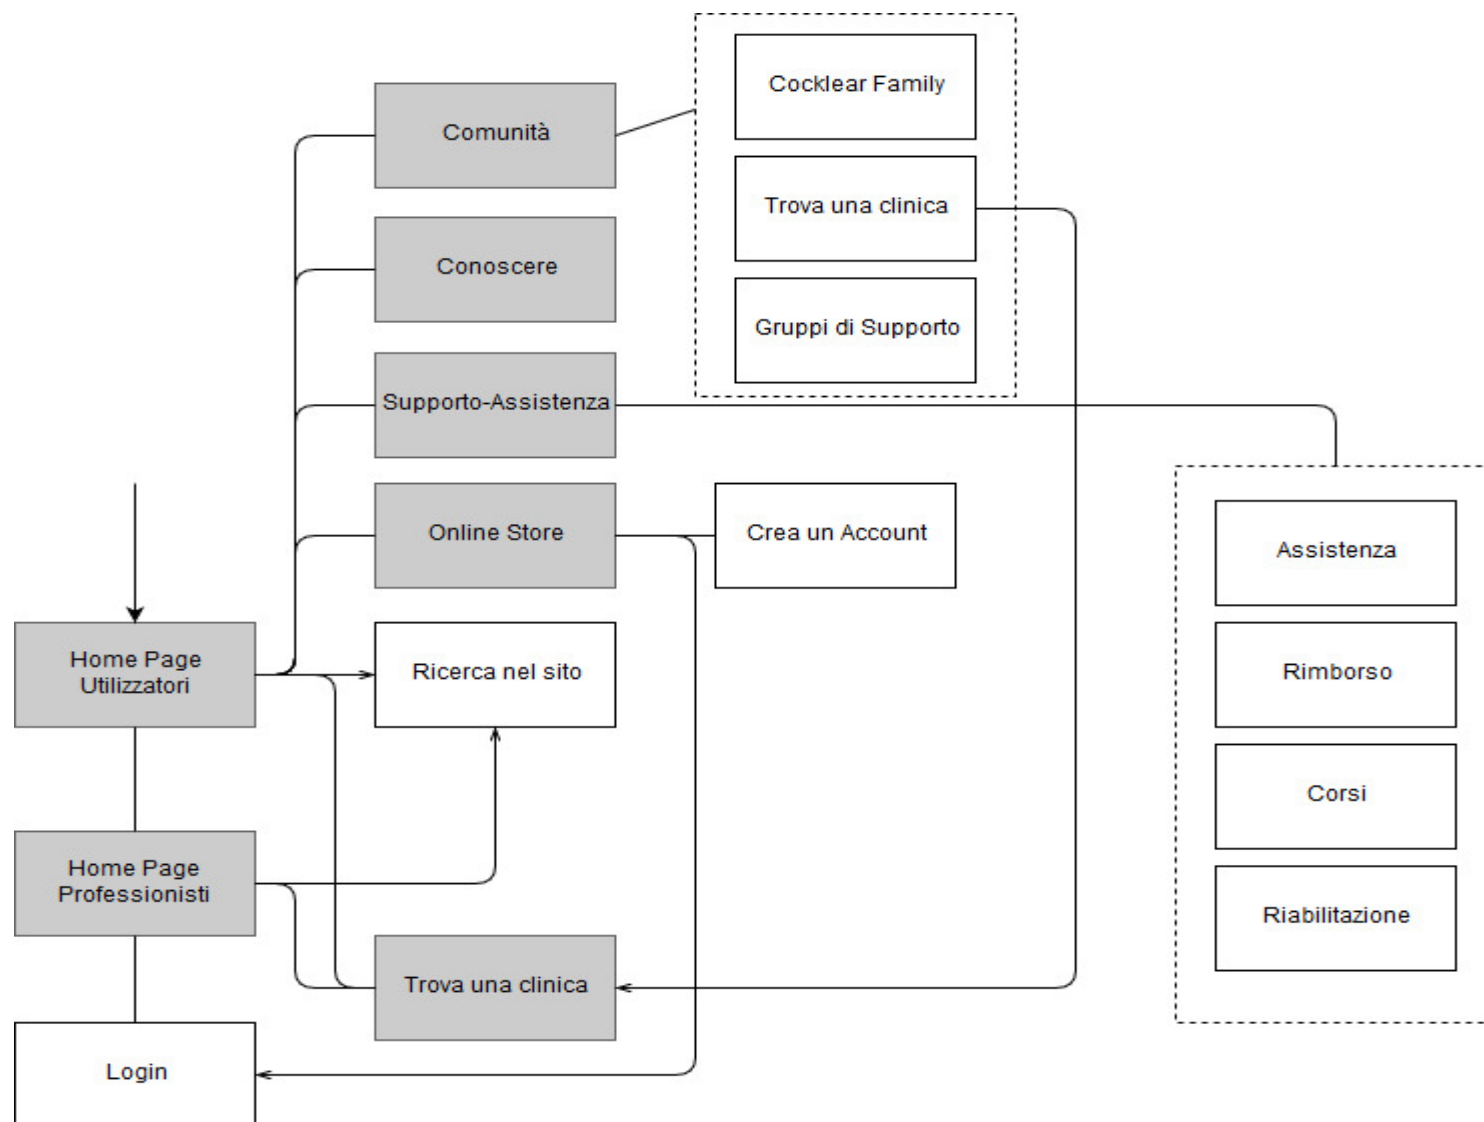 Cocklear Family
Comunità
Trova una clinica
Conoscere
Gruppi di Supporto
Supporto-Assistenza
Online Store
Crea un Account
Assistenza
Home Page
Utilizzatori
Ricerca nel sito
Rimborso
Corsi
Home Page
Professionisti
Riabilitazione
Trova una clinica
Login